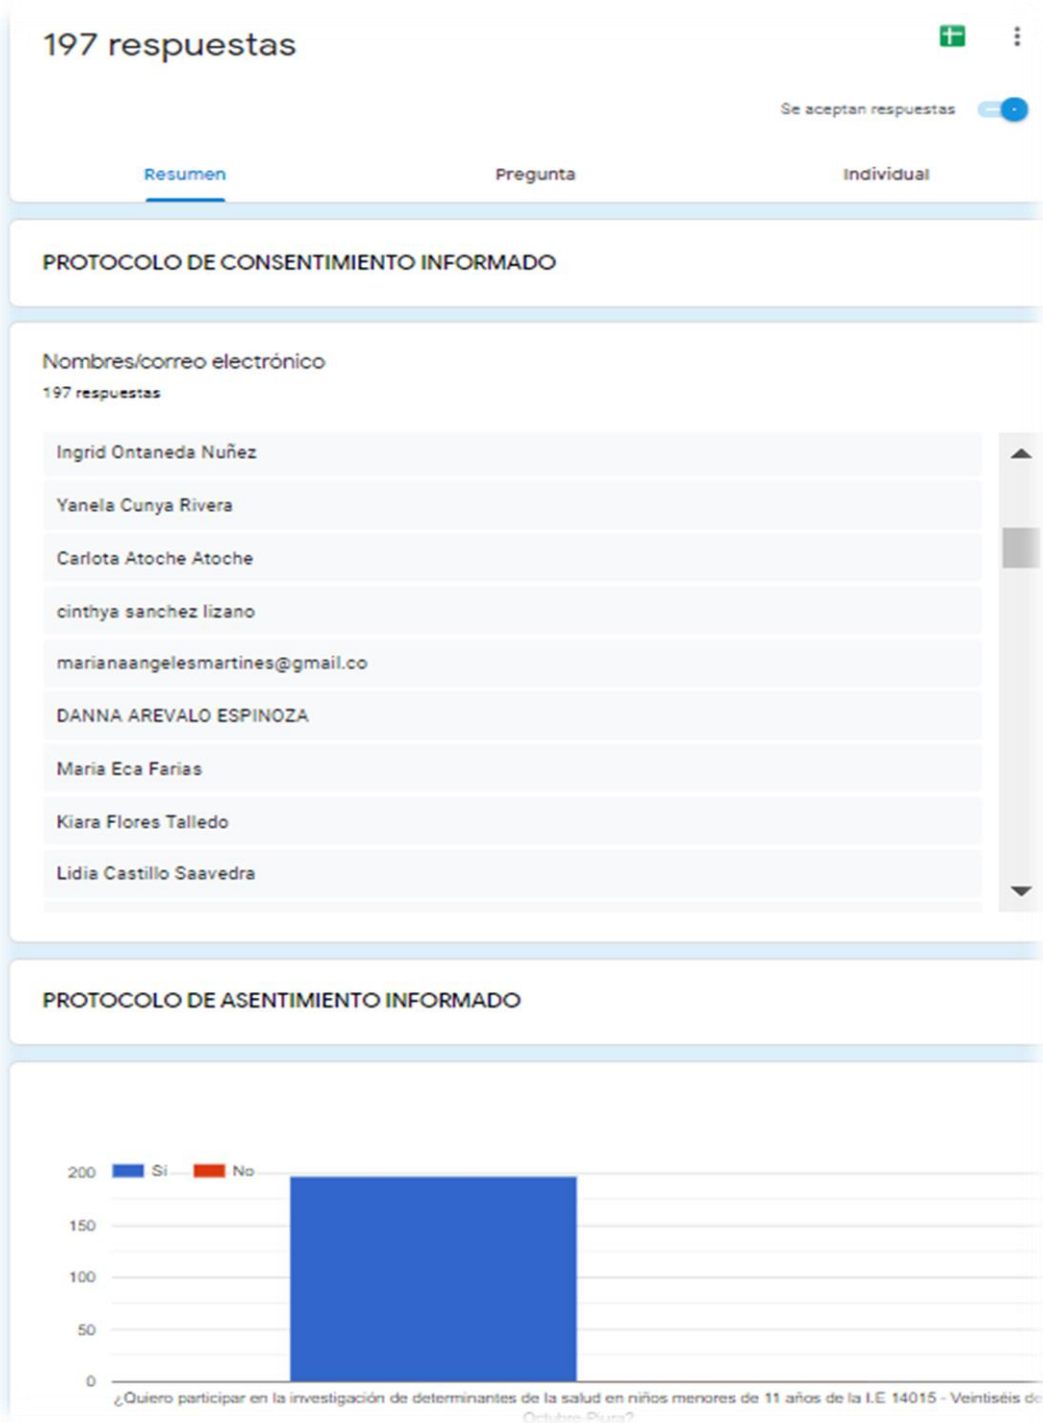 197 respuestas
Se aceptan respuestas
Resumen Pregunta Individual
PROTOCOLO DE CONSENTIMIENTO INFORMADO
Nombres/correo electrónico
197 respuestas
Ingrid Ontaneda Nuñez
Yanela Cunya Rivera
Carlota Atoche Atoche
cinthya sanchez lizano
marianaangelesmartines@gmail.co
DANNA AREVALO ESPINOZA
Maria Eca Farias
Kiara Flores Talledo
Lidia Castillo Saavedra
PROTOCOLO DE ASENTIMIENTO INFORMADO
200 Si No
150
100
50
0
¿Quiero participar en la investigación de determinantes de la salud en niños menores de 11 años de la I.E 14015 - Veintiséis de
Octubre-Piura?